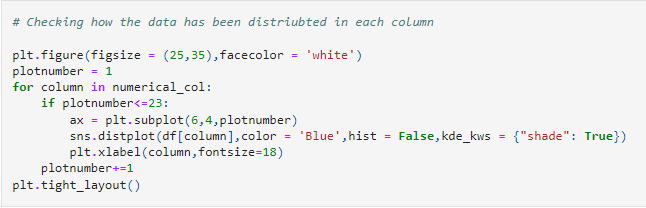 # Checking how the data has been distriubted in each column
plt.figure(figsize = (25,35),facecolor = 'white')
plotnumber = 1
for column in numerical_col:
    if plotnumber<=23:
        ax = plt.subplot(6,4,plotnumber)
        sns.distplot(df[column],color = 'Blue',hist = False,kde_kws = {"shade": True})
        plt.xlabel(column,fontsize=18)
    plotnumber+=1
plt.tight_layout()